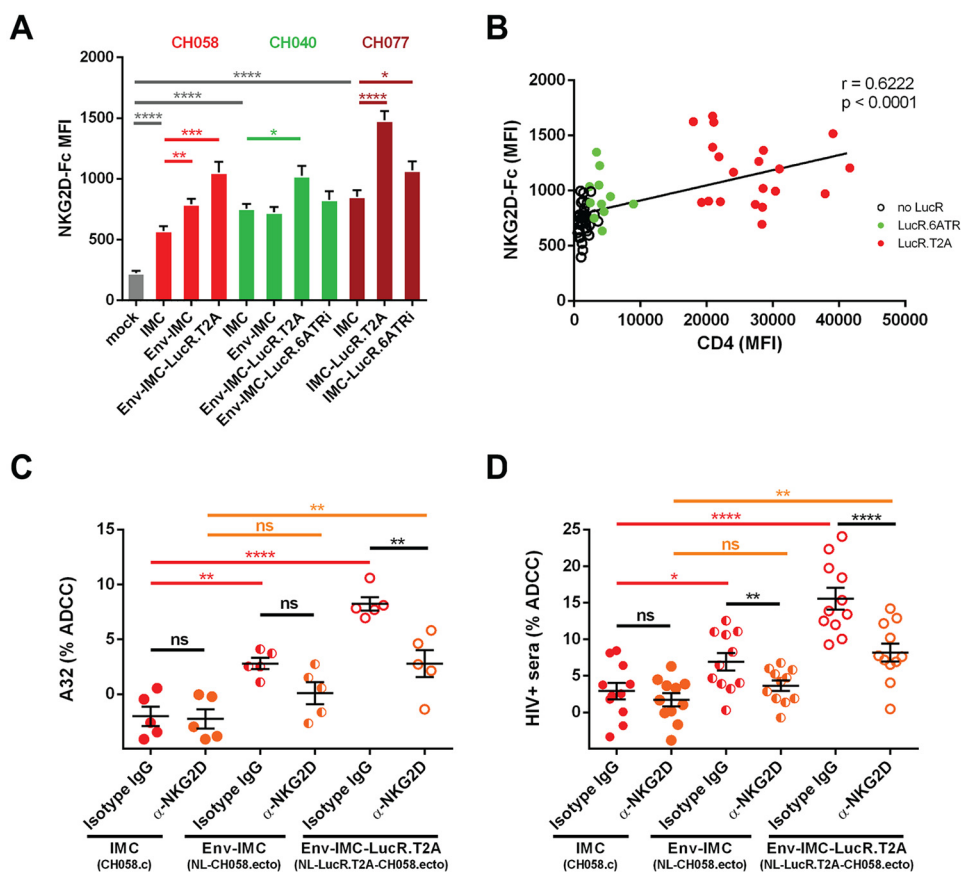 A
CH058 CH040 CH077
NKG2D-Fc MFI
2000
1500
1000
500
0
**** **** **** ** *** * **** *
mock
IMC
Env-IMC
Env-IMC-LucR.T2A
IMC
Env-IMC
Env-IMC-LucR.T2A
Env-IMC-LucR.6ATRi
IMC
IMC-LucR.T2A
IMC-LucR.6ATRi
B
r = 0.6222
p < 0.0001
NKG2D-Fc (MFI)
2000
1500
1000
500
0
no LucR
LucR.6ATR
LucR.T2A
0 10000 20000 30000 40000 50000
CD4 (MFI)
C
A32 (% ADCC)
15
10
5
0
**
ns
****
**
**
ns
ns
Isotype IgG
α-NKG2D
Isotype IgG
α-NKG2D
Isotype IgG
α-NKG2D
IMC Env-IMC Env-IMC-LucR.T2A
(CH058.c) (NL-CH058.ecto) (NL-LucR.T2A-CH058.ecto)
D
HIV+ sera (% ADCC)
25
20
15
10
5
0
**
**** ****
ns
*
ns **
Isotype IgG
α-NKG2D
Isotype IgG
α-NKG2D
Isotype IgG
α-NKG2D
IMC Env-IMC Env-IMC-LucR.T2A
(CH058.c) (NL-CH058.ecto) (NL-LucR.T2A-CH058.ecto)